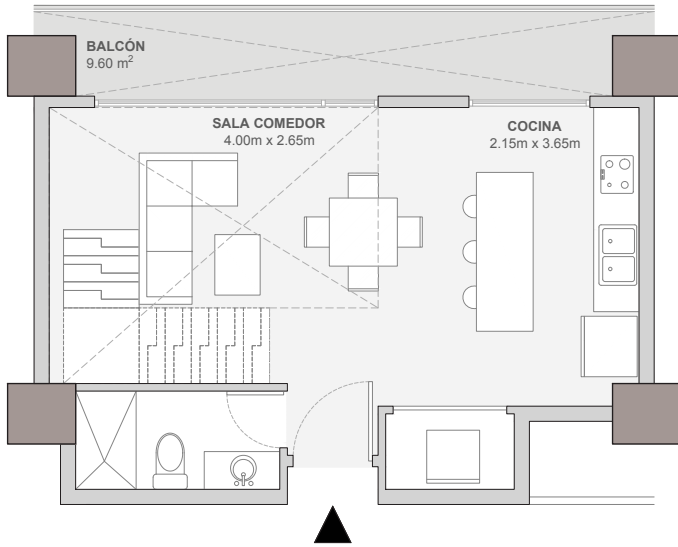 BALCÓN
9.60 m²
SALA COMEDOR
4.00m x 2.65m
COCINA
2.15m x 3.65m